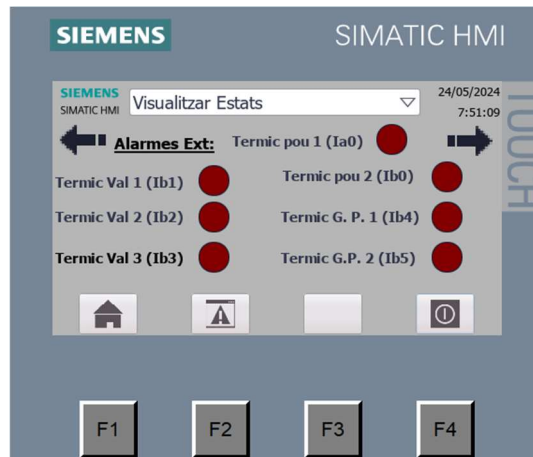 SIEMENS
SIMATIC HMI
SIEMENS
SIMATIC HMI
Visualitzar Estats
24/05/2024
7:51:09
TOUCH
Alarmes Ext:
Termic pou 1 (Ia0)
Termic Val 1 (Ib1)
Termic pou 2 (Ib0)
Termic Val 2 (Ib2)
Termic G. P. 1 (Ib4)
Termic Val 3 (Ib3)
Termic G.P. 2 (Ib5)
F1
F2
F3
F4